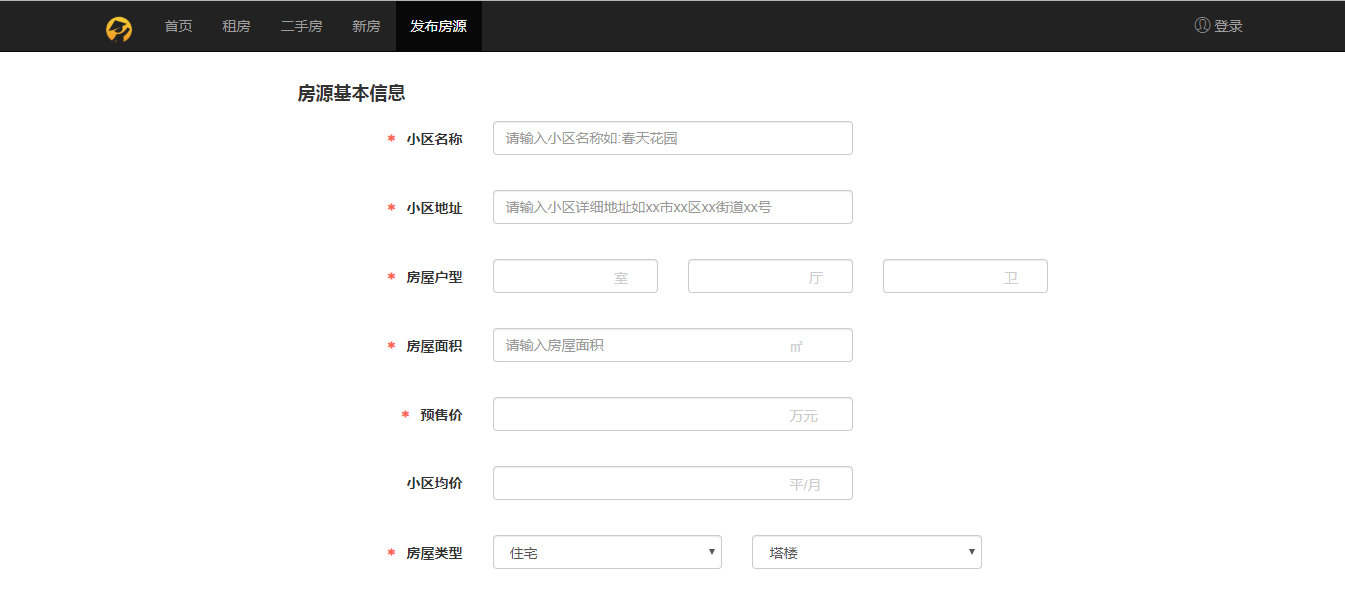 首页 租房 二手房 新房 发布房源 登录
房源基本信息
* 小区名称 请输入小区名称如:春天花园
* 小区地址 请输入小区详细地址如xx市xx区xx街道xx号
* 房屋户型 室 厅 卫
* 房屋面积 请输入房屋面积 ㎡
* 预售价 万元
小区均价 平/月
* 房屋类型 住宅 塔楼